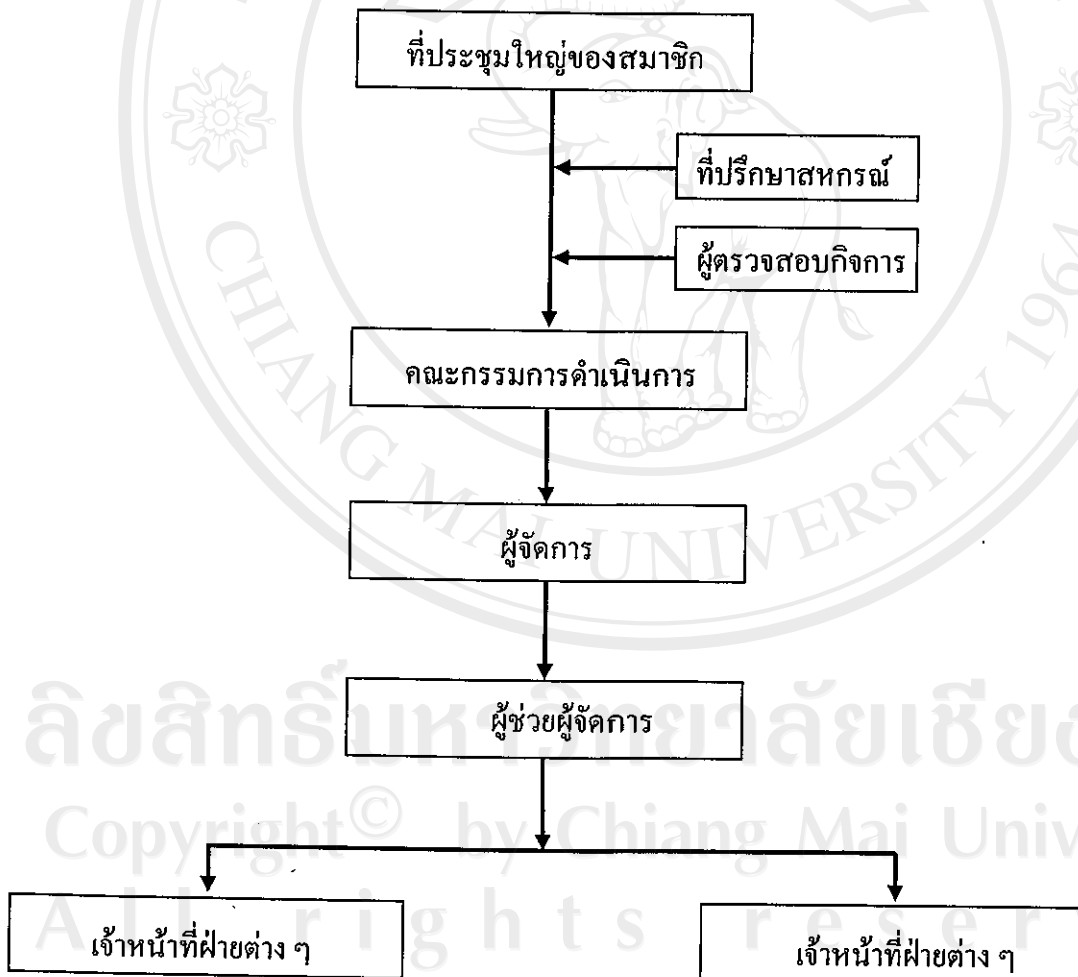 ที่ประชุมใหญ่ของสมาชิก
ที่ปรึกษาสหกรณ์
ผู้ตรวจสอบกิจการ
คณะกรรมการดำเนินการ
ผู้จัดการ
CHIANG MAI UNIVERSITY 1964
ผู้ช่วยผู้จัดการ
ลิขสิทธิ์มหาวิทยาลัยเชียง
Copyright© by Chiang Mai Univ
All rights reser
เจ้าหน้าที่ฝ่ายต่าง ๆ
เจ้าหน้าที่ฝ่ายต่าง ๆ